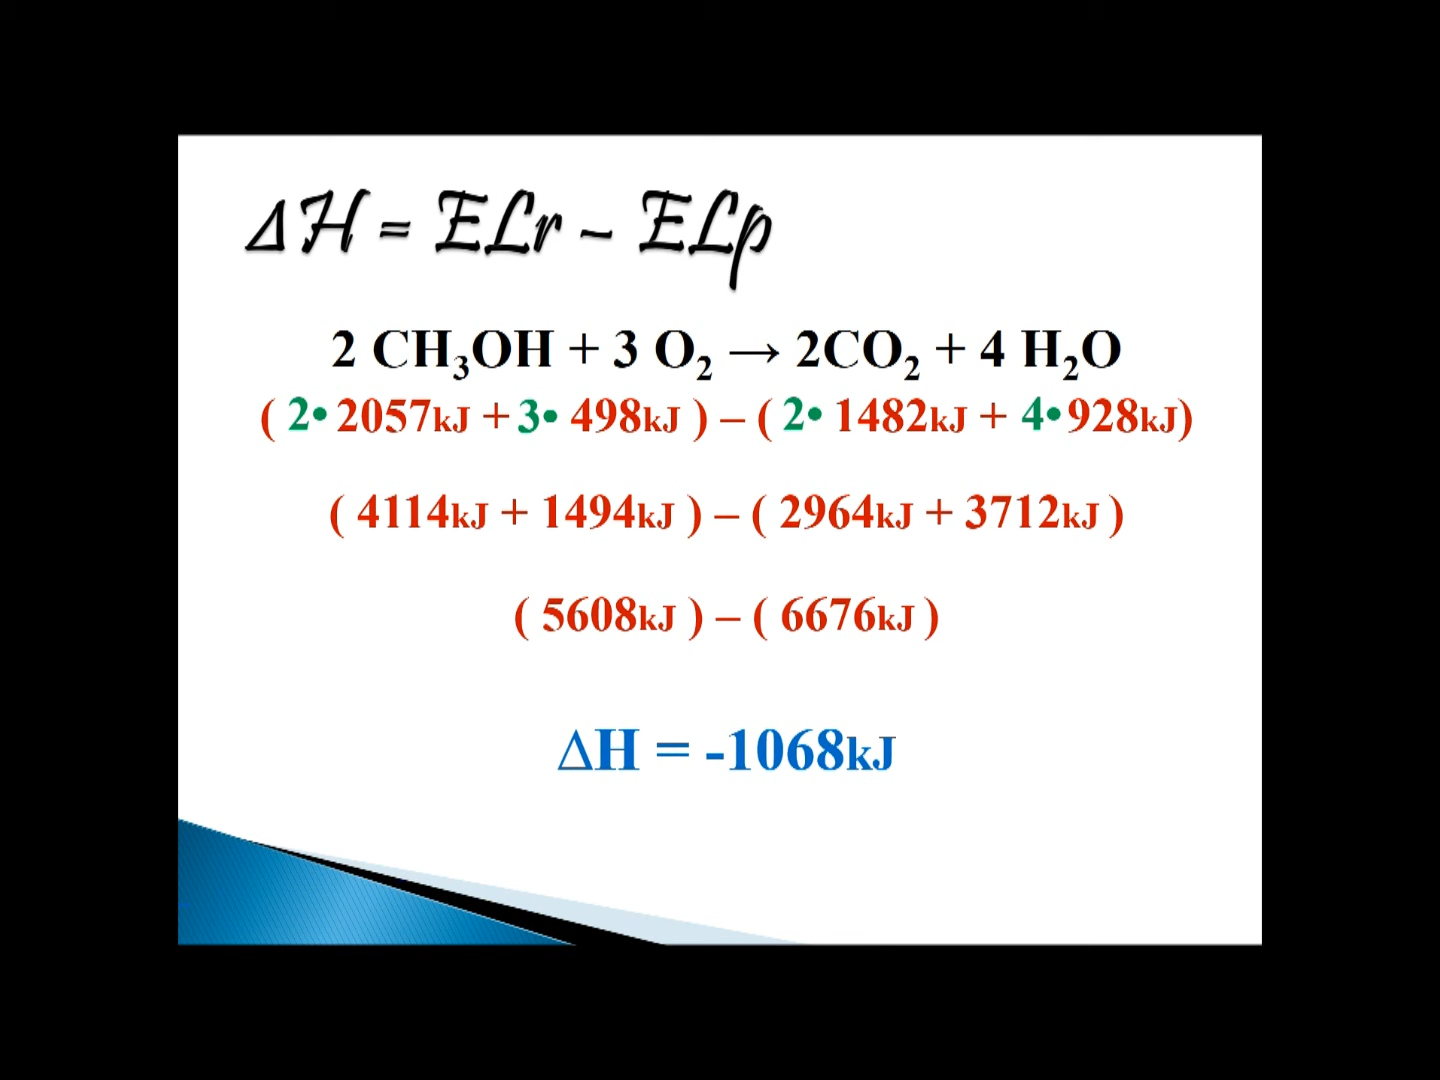 ΔH = ELr – ELp
2 CH₃OH + 3 O₂ → 2CO₂ + 4 H₂O
( 2• 2057kJ + 3• 498kJ ) – ( 2• 1482kJ + 4•928kJ)
( 4114kJ + 1494kJ ) – ( 2964kJ + 3712kJ )
( 5608kJ ) – ( 6676kJ )
ΔH = -1068kJ